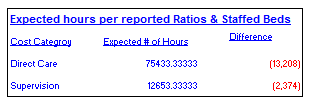 Expected hours per reported Ratios & Staffed Beds
Cost Categroy Expected # of Hours Difference
Direct Care 75433.33333 (13,208)
Supervision 12653.33333 (2,374)